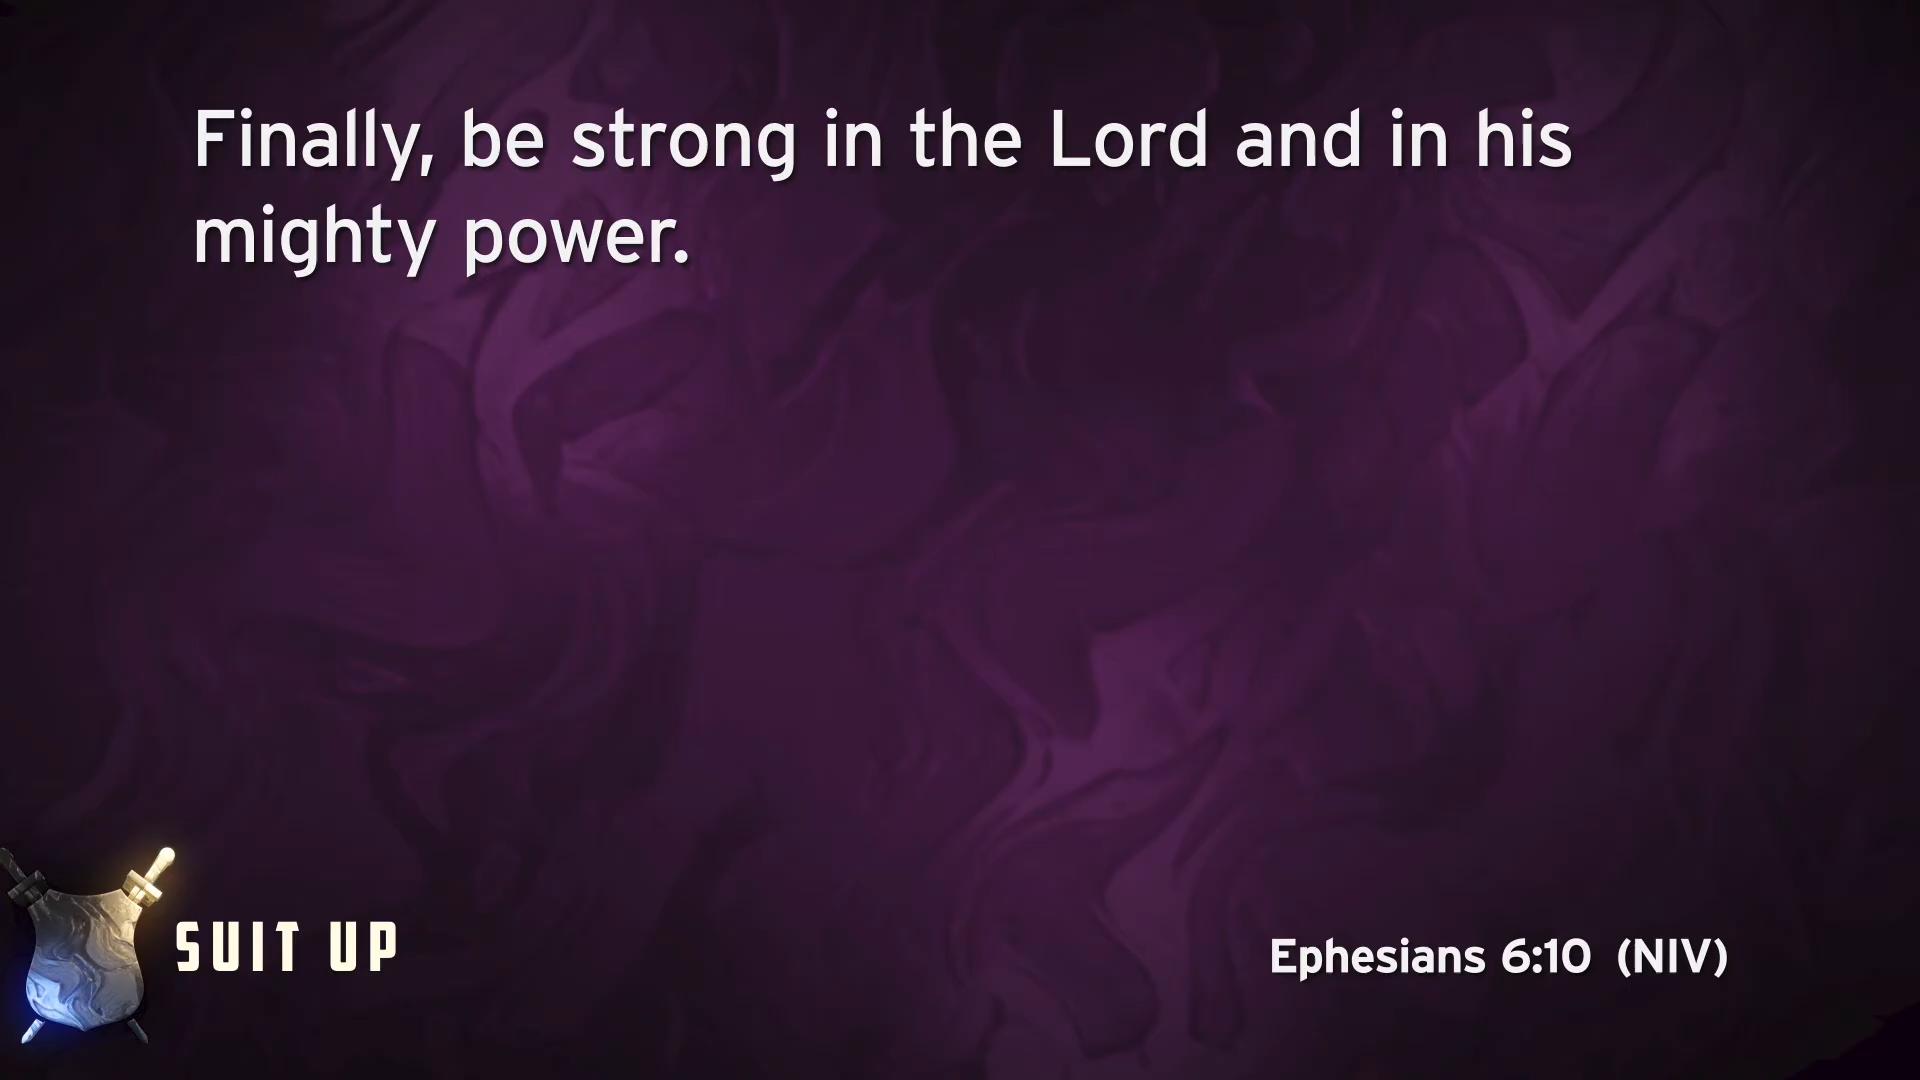 Finally, be strong in the Lord and in his
mighty power.
SUIT UP
Ephesians 6:10 (NIV)